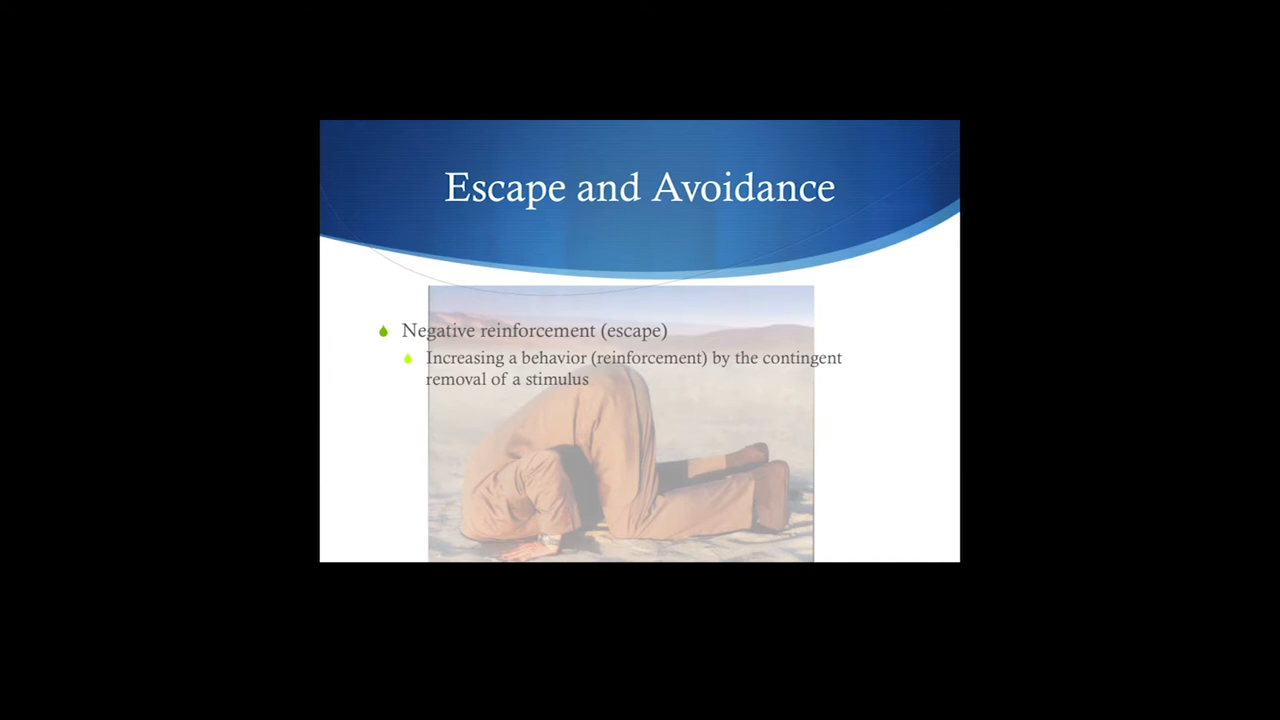 Escape and Avoidance
Negative reinforcement (escape)
Increasing a behavior (reinforcement) by the contingent
removal of a stimulus